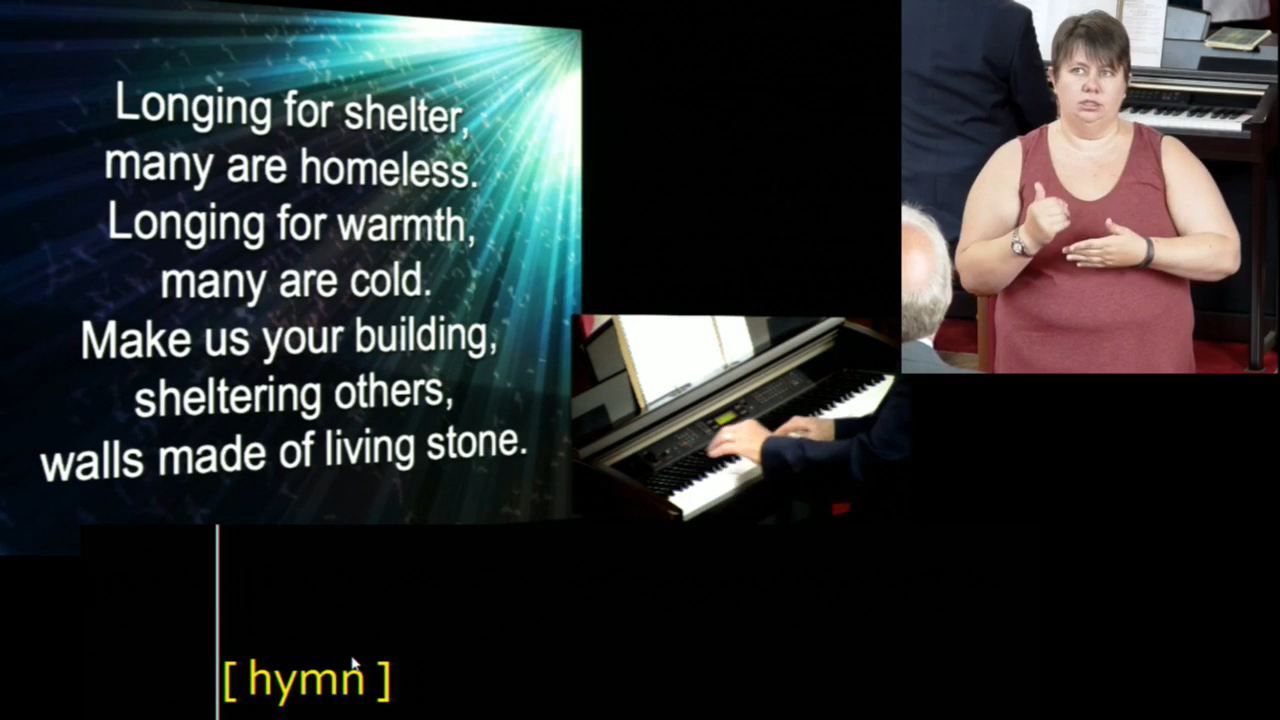 Longing for shelter,
many are homeless.
Longing for warmth,
many are cold.
Make us your building,
sheltering others,
walls made of living stone.
[ hymn ]